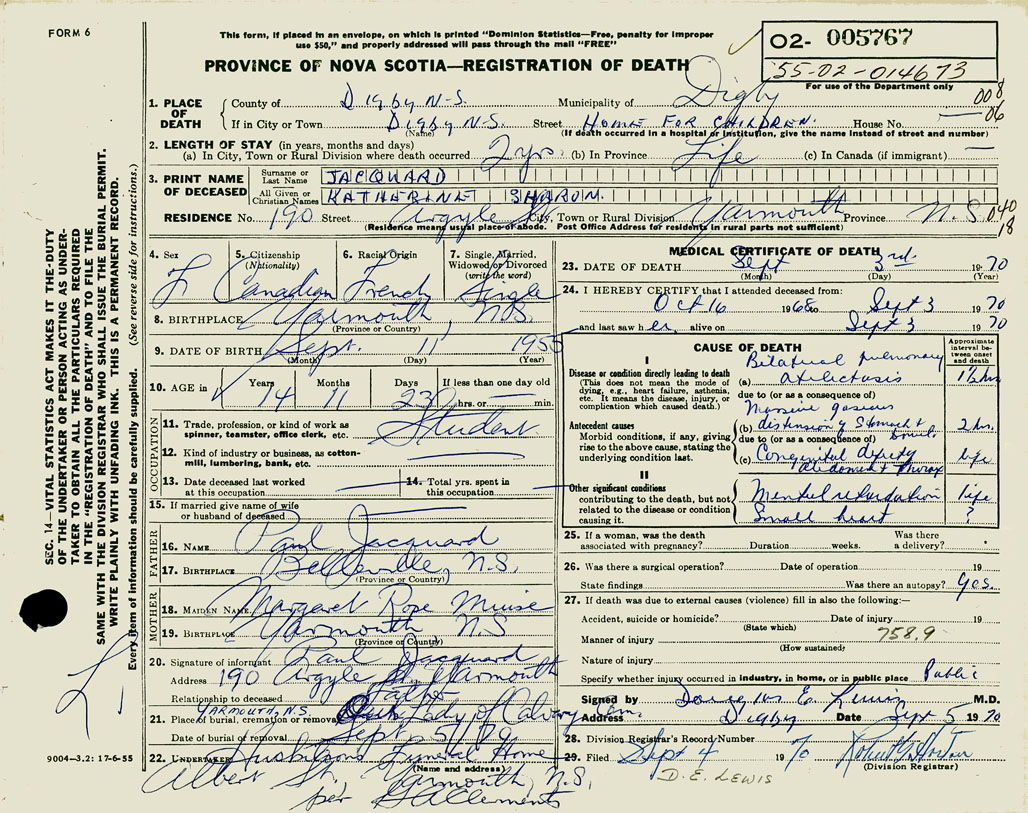 FORM 6
This form, if placed in an envelope, on which is printed "Dominion Statistics—Free, penalty for improper
use $50," and properly addressed will pass through the mail "FREE"
PROVINCE OF NOVA SCOTIA—REGISTRATION OF DEATH
02- 005767
55-02-014673
For use of the Department only
008
06
1. PLACE OF DEATH
County of Digby N-S. Municipality of Digby
If in City or Town Digby N-S. Street HOME FOR CHILDREN. House No.
(Name) (If death occurred in a hospital or institution, give the name instead of street and number)
2. LENGTH OF STAY (in years, months and days)
(a) In City, Town or Rural Division where death occurred 2 yrs. (b) In Province Life (c) In Canada (if immigrant) —
3. PRINT NAME OF DECEASED
Surname or Last Name JACQUARD
All Given or Christian Names KATHERINE SHARON.
RESIDENCE No. 190 Street Argyle St. City, Town or Rural Division Yarmouth Province N.S.
040
18
(Residence means usual place of abode. Post Office Address for residents in rural parts not sufficient)
4. Sex F
5. Citizenship (Nationality) Canadian
6. Racial Origin French
7. Single, Married, Widowed or Divorced (write the word) Single
8. BIRTHPLACE Yarmouth, N.S.
(Province or Country)
9. DATE OF BIRTH Sept. 11 1955
(Month) (Day) (Year)
10. AGE in Years 14 Months 11 Days 23 If less than one day old hrs. or — min.
OCCUPATION
11. Trade, profession, or kind of work as spinner, teamster, office clerk, etc. Student
12. Kind of industry or business, as cotton-mill, lumbering, bank, etc.
13. Date deceased last worked at this occupation
14. Total yrs. spent in this occupation
15. If married give name of wife or husband of deceased
FATHER
16. NAME Paul Jacquard
17. BIRTHPLACE Belleville, N.S.
(Province or Country)
MOTHER
18. MAIDEN NAME Margaret Rose Muise
19. BIRTHPLACE Yarmouth N.S
(Province or Country)
20. Signature of informant Paul Jacquard
Address 190 Argyle St. Yarmouth
Relationship to deceased Father
YARMOUTH, N.S.
21. Place of burial, cremation or removal Our Lady of Calvary Cem.
Date of burial or removal Sept. 5/70
22. UNDERTAKER Funeral Home
(Name and address)
Albert St. Yarmouth, N.S.
per
MEDICAL CERTIFICATE OF DEATH
23. DATE OF DEATH Sept 3rd 1970
(Month) (Day) (Year)
24. I HEREBY CERTIFY that I attended deceased from:
Oct 16 1968 to Sept 3 1970
and last saw her alive on Sept 3 1970
CAUSE OF DEATH
Approximate interval between onset and death
I
Disease or condition directly leading to death
(This does not mean the mode of dying, e.g., heart failure, asthenia, etc. It means the disease, injury, or complication which caused death.)
Bilateral pulmonary
(a) atelectasis 1½ hrs
due to (or as a consequence of)
Antecedent causes
Morbid conditions, if any, giving rise to the above cause, stating the underlying condition last.
Massive gaseous
(b) distension of stomach & bowel. 2 hrs.
due to (or as a consequence of)
(c) Congenital deformity life
abdomen & thorax
II
Other significant conditions
contributing to the death, but not related to the disease or condition causing it.
Mental retardation life
Small heart ?
25. If a woman, was the death associated with pregnancy? Duration weeks. Was there a delivery?
26. Was there a surgical operation? Date of operation 19
State findings Was there an autopsy? yes.
27. If death was due to external causes (violence) fill in also the following:—
Accident, suicide or homicide? Date of injury 19
(State which)
758.9
Manner of injury
(How sustained)
Nature of injury
Specify whether injury occurred in industry, in home, or in public place Public
Signed by Douglas E. Lewis M.D.
Address Digby Date Sept 5 1970
28. Division Registrar's Record Number
29. Filed Sept 4 1970
(Division Registrar)
D.E. LEWIS
SEC. 14—VITAL STATISTICS ACT MAKES IT THE DUTY
OF THE UNDERTAKER OR PERSON ACTING AS UNDER-
TAKER TO OBTAIN ALL THE PARTICULARS REQUIRED
IN THE "REGISTRATION OF DEATH" AND TO FILE THE
SAME WITH THE DIVISION REGISTRAR WHO SHALL ISSUE THE BURIAL PERMIT.
WRITE PLAINLY WITH UNFADING INK. THIS IS A PERMANENT RECORD.
Every item of information should be carefully supplied. (See reverse side for instructions.)
9004—3.2: 17-6-55